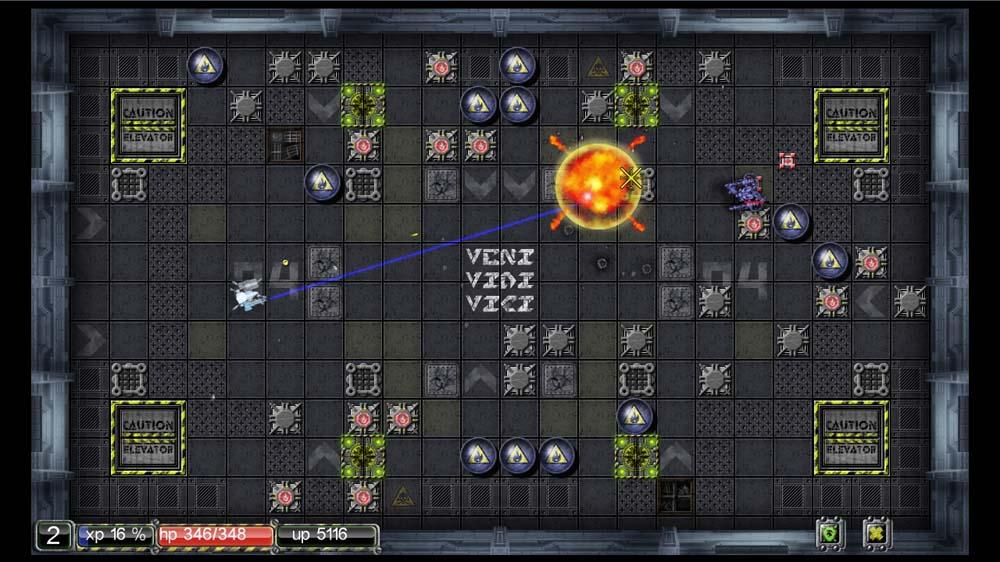 CAUTION
ELEVATOR
CAUTION
ELEVATOR
04
VENI
VIDI
VICI
04
CAUTION
ELEVATOR
CAUTION
ELEVATOR
2
xp 16 %
hp 346/348
up 5116